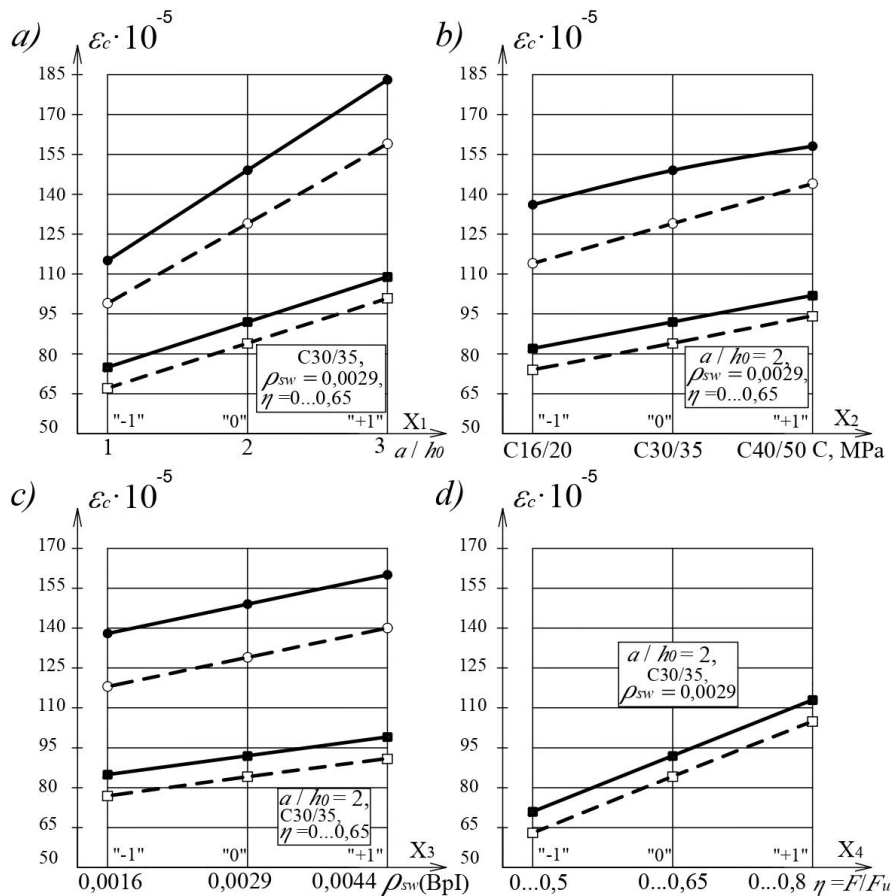 a) εc·10⁻⁵
185
170
155
140
125
110
95
80
65
50
C30/35,
ρsw = 0,0029,
η = 0...0,65
"-1" "0" "+1" X1
1 2 3 a / h0
b) εc·10⁻⁵
185
170
155
140
125
110
95
80
65
50
a / h0 = 2,
ρsw = 0,0029,
η = 0...0,65
"-1" "0" "+1" X2
C16/20 C30/35 C40/50 C, MPa
c) εc·10⁻⁵
170
155
140
125
110
95
80
65
50
a / h0 = 2,
C30/35,
η = 0...0,65
"-1" "0" "+1" X3
0,0016 0,0029 0,0044 ρsw(BpI)
d) εc·10⁻⁵
170
155
140
125
110
95
80
65
50
a / h0 = 2,
C30/35,
ρsw = 0,0029
"-1" "0" "+1" X4
0...0,5 0...0,65 0...0,8 η = F/Fu